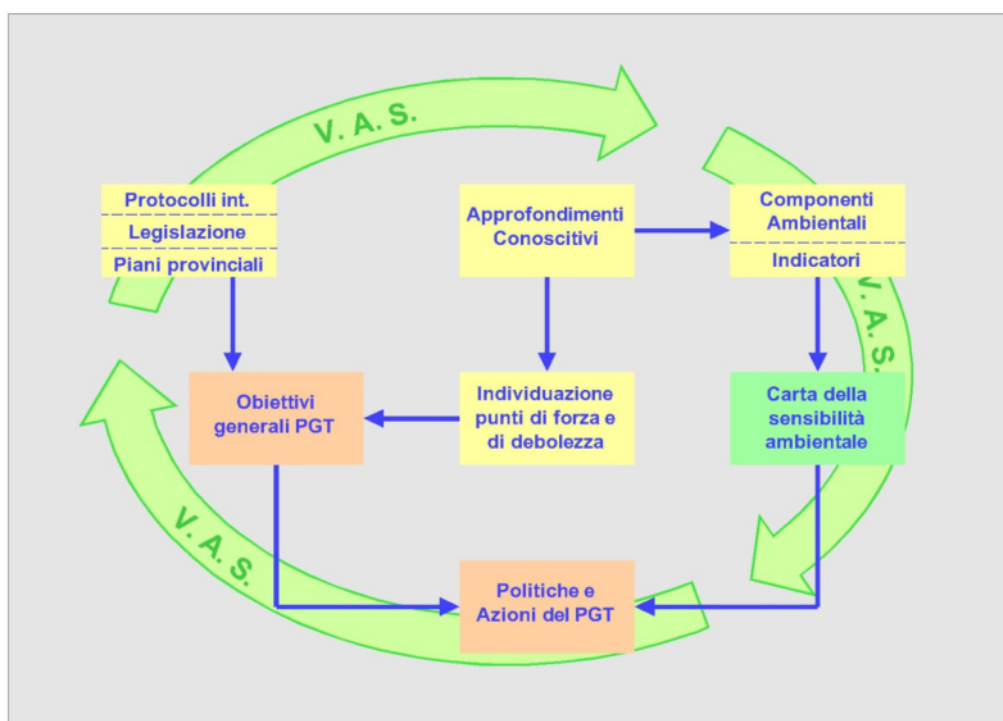 V. A. S.
Protocolli int.
Legislazione
Piani provinciali
Approfondimenti
Conoscitivi
Componenti
Ambientali
Indicatori
V. A. S.
Obiettivi
generali PGT
Individuazione
punti di forza e
di debolezza
Carta della
sensibilità
ambientale
V. A. S.
Politiche e
Azioni del PGT